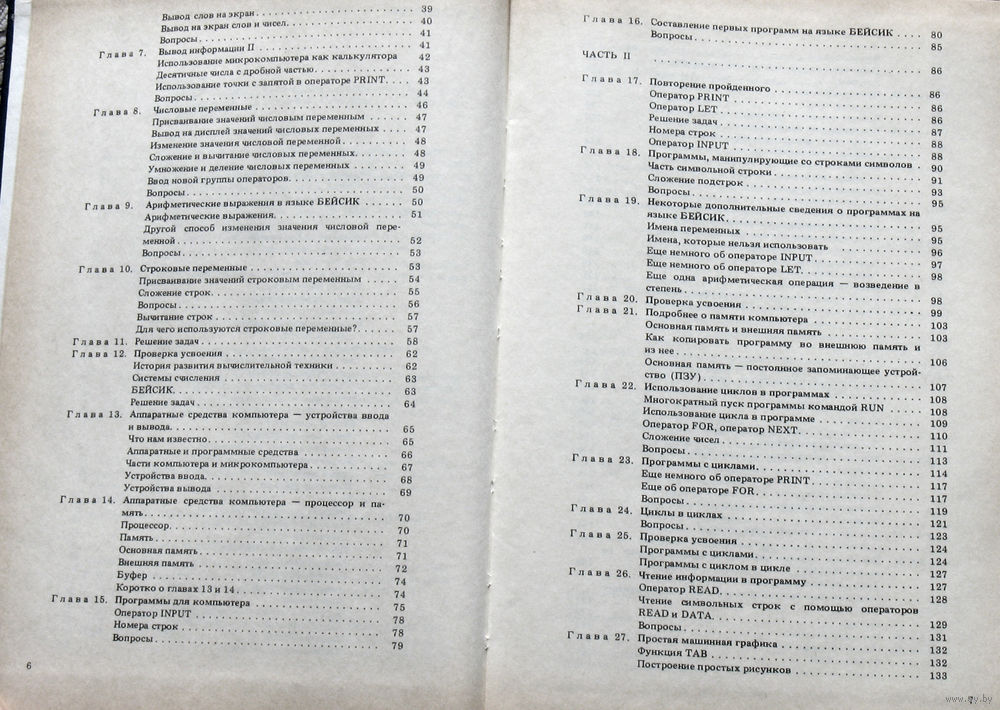 Вывод слов на экран . . . 39
Вывод на экран слов и чисел. . . . 40
Вопросы . . . 41
Глава 7. Вывод информации II . . . 41
Использование микрокомпьютера как калькулятора 42
Десятичные числа с дробной частью. . . . 43
Использование точки с запятой в операторе PRINT. . . . 43
Вопросы . . . 44
Глава 8. Числовые переменные . . . 46
Присваивание значений числовым переменным . . . 47
Вывод на дисплей значений числовых переменных . . . 47
Изменение значения числовой переменной . . . 48
Сложение и вычитание числовых переменных. . . . 48
Умножение и деление числовых переменных . . . 49
Ввод новой группы операторов. . . . 49
Вопросы . . . 50
Глава 9. Арифметические выражения в языке БЕЙСИК . . . 50
Арифметические выражения. . . . 51
Другой способ изменения значения числовой пере-
менной . . . 52
Вопросы . . . 53
Глава 10. Строковые переменные . . . 53
Присваивание значений строковым переменным . . . 54
Сложение строк. . . . 55
Вопросы . . . 56
Вычитание строк . . . 57
Для чего используются строковые переменные? . . . 57
Глава 11. Решение задач . . . 58
Глава 12. Проверка усвоения . . . 62
История развития вычислительной техники . . . 62
Системы счисления . . . 63
БЕЙСИК. . . . 63
Решение задач . . . 64
Глава 13. Аппаратные средства компьютера — устройства ввода
и вывода. . . . 65
Что нам известно . . . 65
Аппаратные и программные средства . . . 66
Части компьютера и микрокомпьютера . . . 67
Устройства ввода. . . . 68
Устройства вывода . . . 69
Глава 14. Аппаратные средства компьютера — процессор и па-
мять. . . . 70
Процессор. . . . 70
Память. . . . 71
Основная память. . . . 71
Внешняя память . . . 72
Буфер . . . 74
Коротко о главах 13 и 14 . . . 74
Глава 15. Программы для компьютера . . . 75
Оператор INPUT . . . 78
Номера строк . . . 78
Вопросы . . . 79
6
Глава 16. Составление первых программ на языке БЕЙСИК . . . 80
Вопросы . . . 85
ЧАСТЬ II . . . 86
Глава 17. Повторение пройденного . . . 86
Оператор PRINT . . . 86
Оператор LET . . . 86
Решение задач . . . 87
Номера строк . . . 88
Оператор INPUT . . . 88
Глава 18. Программы, манипулирующие со строками символов . 90
Часть символьной строки . . . 91
Сложение подстрок . . . 93
Вопросы . . . 95
Глава 19. Некоторые дополнительные сведения о программах на
языке БЕЙСИК. . . . 95
Имена переменных . . . 95
Имена, которые нельзя использовать 96
Еще немного об операторе INPUT . . . 97
Еще немного об операторе LET. . . . 98
Еще одна арифметическая операция — возведение в
степень . . . 98
Глава 20. Проверка усвоения . . . 99
Глава 21. Подробнее о памяти компьютера . . . 103
Основная память и внешняя память . . . 103
Как копировать программу во внешнюю память и
из нее . . . 106
Основная память — постоянное запоминающее устрой-
ство (ПЗУ) . . . 107
Глава 22. Использование циклов в программах . . . 108
Многократный пуск программы командой RUN . . . 108
Использование цикла в программе . . . 109
Оператор FOR, оператор NEXT. . . . 110
Сложение чисел . . . 111
Вопросы . . . 113
Глава 23. Программы с циклами. . . . 114
Еще немного об операторе PRINT . . . 117
Еще об операторе FOR. . . . 117
Вопросы . . . 119
Глава 24. Циклы в циклах . . . 121
Вопросы . . . 123
Глава 25. Проверка усвоения . . . 124
Программы с циклами. . . . 124
Программы с циклом в цикле . . . 127
Глава 26. Чтение информации в программу . . . 127
Оператор READ. . . . 128
Чтение символьных строк с помощью операторов
READ и DATA. . . . 129
Вопросы . . . 131
Глава 27. Простая машинная графика . . . 132
Функция TAB . . . 132
Построение простых рисунков . . . 133